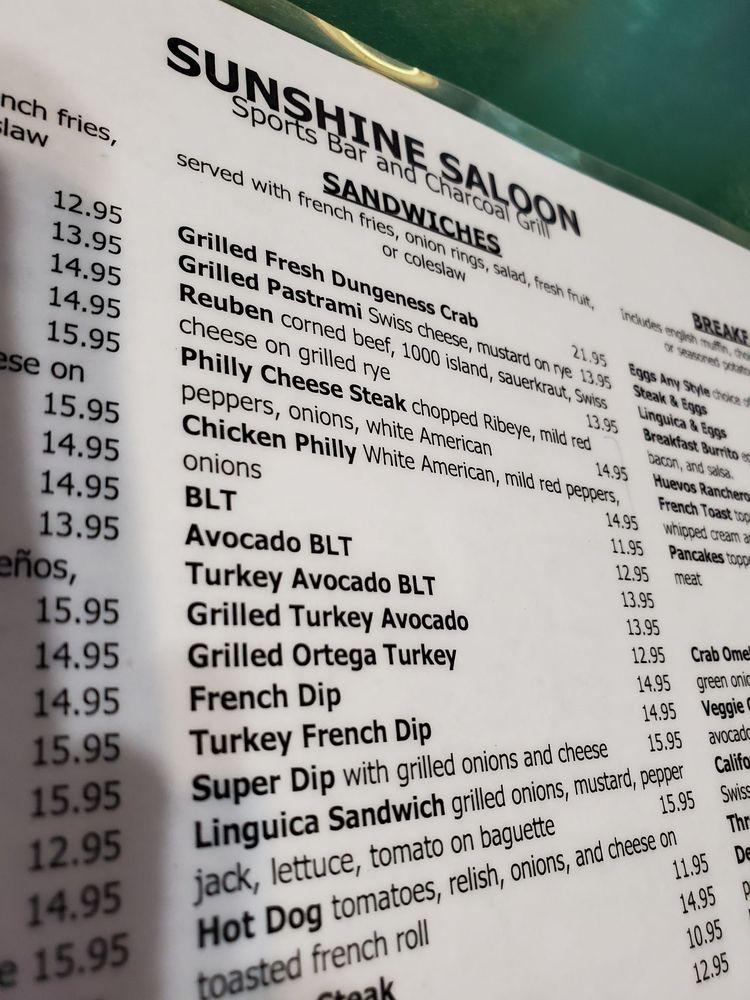 nch fries,
slaw
12.95
13.95
14.95
14.95
15.95
ese on
15.95
14.95
14.95
13.95
eños,
15.95
14.95
14.95
15.95
15.95
12.95
14.95
e 15.95
SUNSHINE SALOON
Sports Bar and Charcoal Grill
SANDWICHES
served with french fries, onion rings, salad, fresh fruit,
or coleslaw
Grilled Fresh Dungeness Crab 21.95
Grilled Pastrami Swiss cheese, mustard on rye 13.95
Reuben corned beef, 1000 island, sauerkraut, Swiss
cheese on grilled rye 13.95
Philly Cheese Steak chopped Ribeye, mild red
peppers, onions, white American 14.95
Chicken Philly White American, mild red peppers,
onions 14.95
BLT 11.95
Avocado BLT 12.95
Turkey Avocado BLT 13.95
Grilled Turkey Avocado 13.95
Grilled Ortega Turkey 12.95
French Dip 14.95
Turkey French Dip 14.95
Super Dip with grilled onions and cheese 15.95
Linguica Sandwich grilled onions, mustard, pepper
jack, lettuce, tomato on baguette 15.95
Hot Dog tomatoes, relish, onions, and cheese on
toasted french roll 11.95
Steak 14.95
10.95
12.95
BREAKF
includes english muffin,
or seasoned
Eggs Any Style choice
Steak & Eggs
Linguica & Eggs
Breakfast Burrito
bacon, and salsa.
Huevos Ranchero
French Toast top
whipped cream
Pancakes topp
meat
Crab Ome
green onio
Veggie
avocado
Califo
Swiss
Thr
De